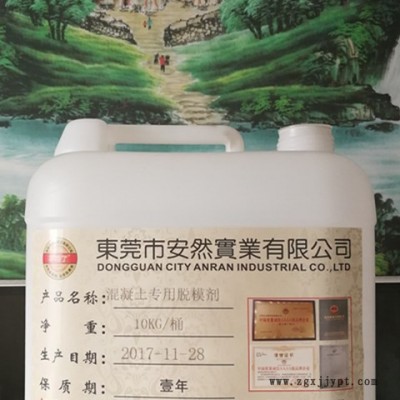 東莞市安然實業有限公司
DONGGUAN CITY ANRAN INDUSTRIAL CO.,LTD
产品名称: 混凝土专用脱模剂
净 重: 10KG/桶
生产日期: 2017-11-28
保质期: 壹年
www.zgxjjypt.com